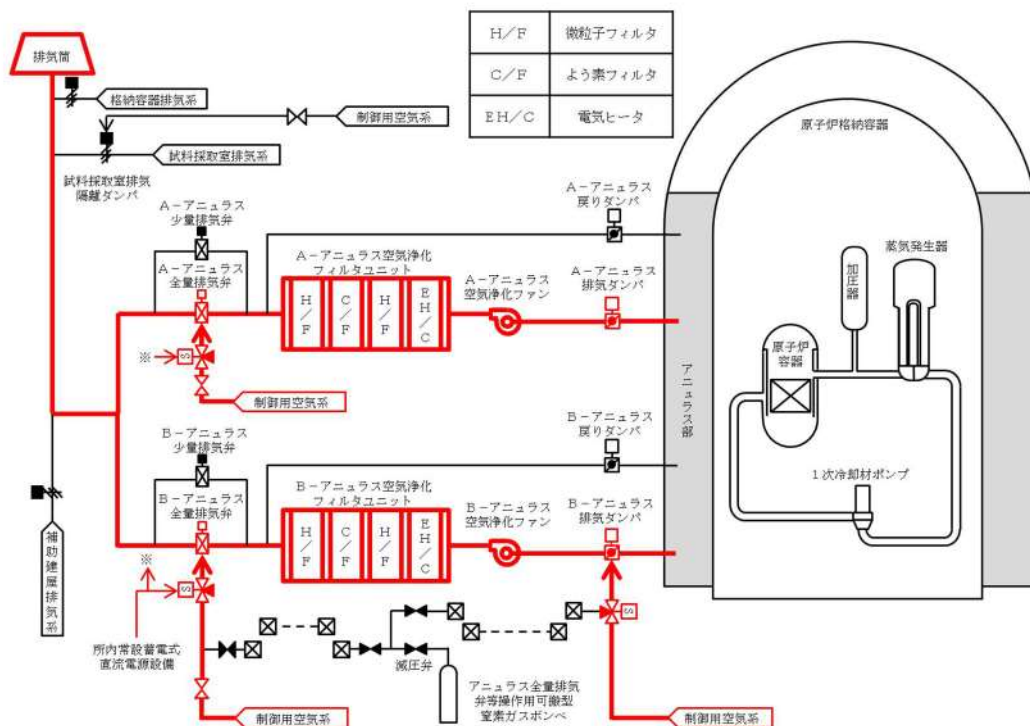 排気筒
H/F
微粒子フィルタ
C/F
よう素フィルタ
EH/C
電気ヒータ
格納容器排気系
制御用空気系
試料採取室排気系
試料採取室排気
隔離ダンパ
原子炉格納容器
A-アニュラス
少量排気弁
A-アニュラス
全量排気弁
A-アニュラス空気浄化
フィルタユニット
H/F
C/F
H/F
EH/C
A-アニュラス
空気浄化ファン
A-アニュラス
戻りダンパ
A-アニュラス
排気ダンパ
※
S
制御用空気系
蒸気発生器
加圧器
原子炉
容器
アニュラス部
1次冷却材ポンプ
B-アニュラス
少量排気弁
B-アニュラス
全量排気弁
B-アニュラス空気浄化
フィルタユニット
H/F
C/F
H/F
EH/C
B-アニュラス
空気浄化ファン
B-アニュラス
戻りダンパ
B-アニュラス
排気ダンパ
※
S
S
補助建屋排気系
所内常設蓄電式
直流電源設備
減圧弁
アニュラス全量排気
弁等操作用可搬型
窒素ガスボンベ
制御用空気系
制御用空気系